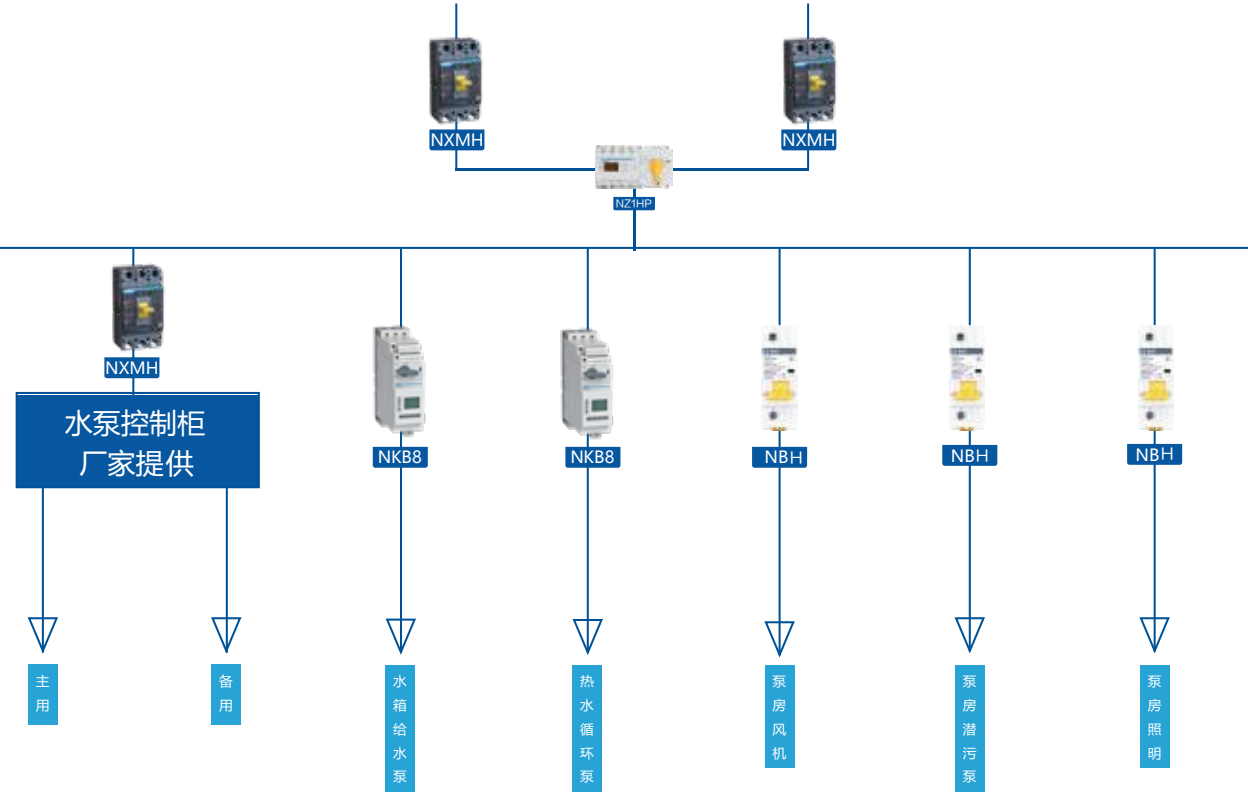 NXMH
NXMH
NZ1HP
NXMH
水泵控制柜
厂家提供
NKB8
NKB8
NBH
NBH
NBH
主用
备用
水箱给水泵
热水循环泵
泵房风机
泵房潜污泵
泵房照明